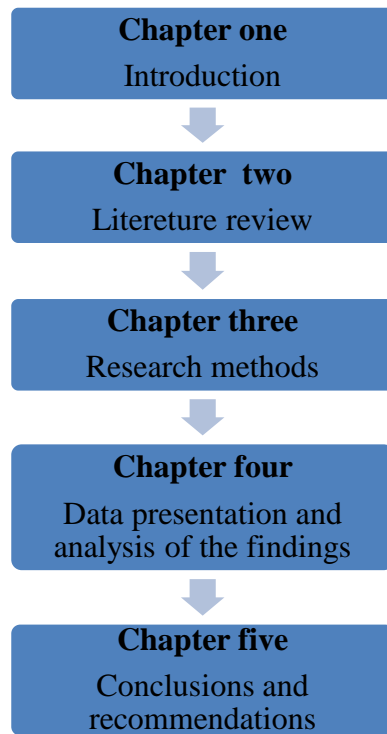 Chapter one
Introduction
Chapter two
Litereture review
Chapter three
Research methods
Chapter four
Data presentation and
analysis of the findings
Chapter five
Conclusions and
recommendations